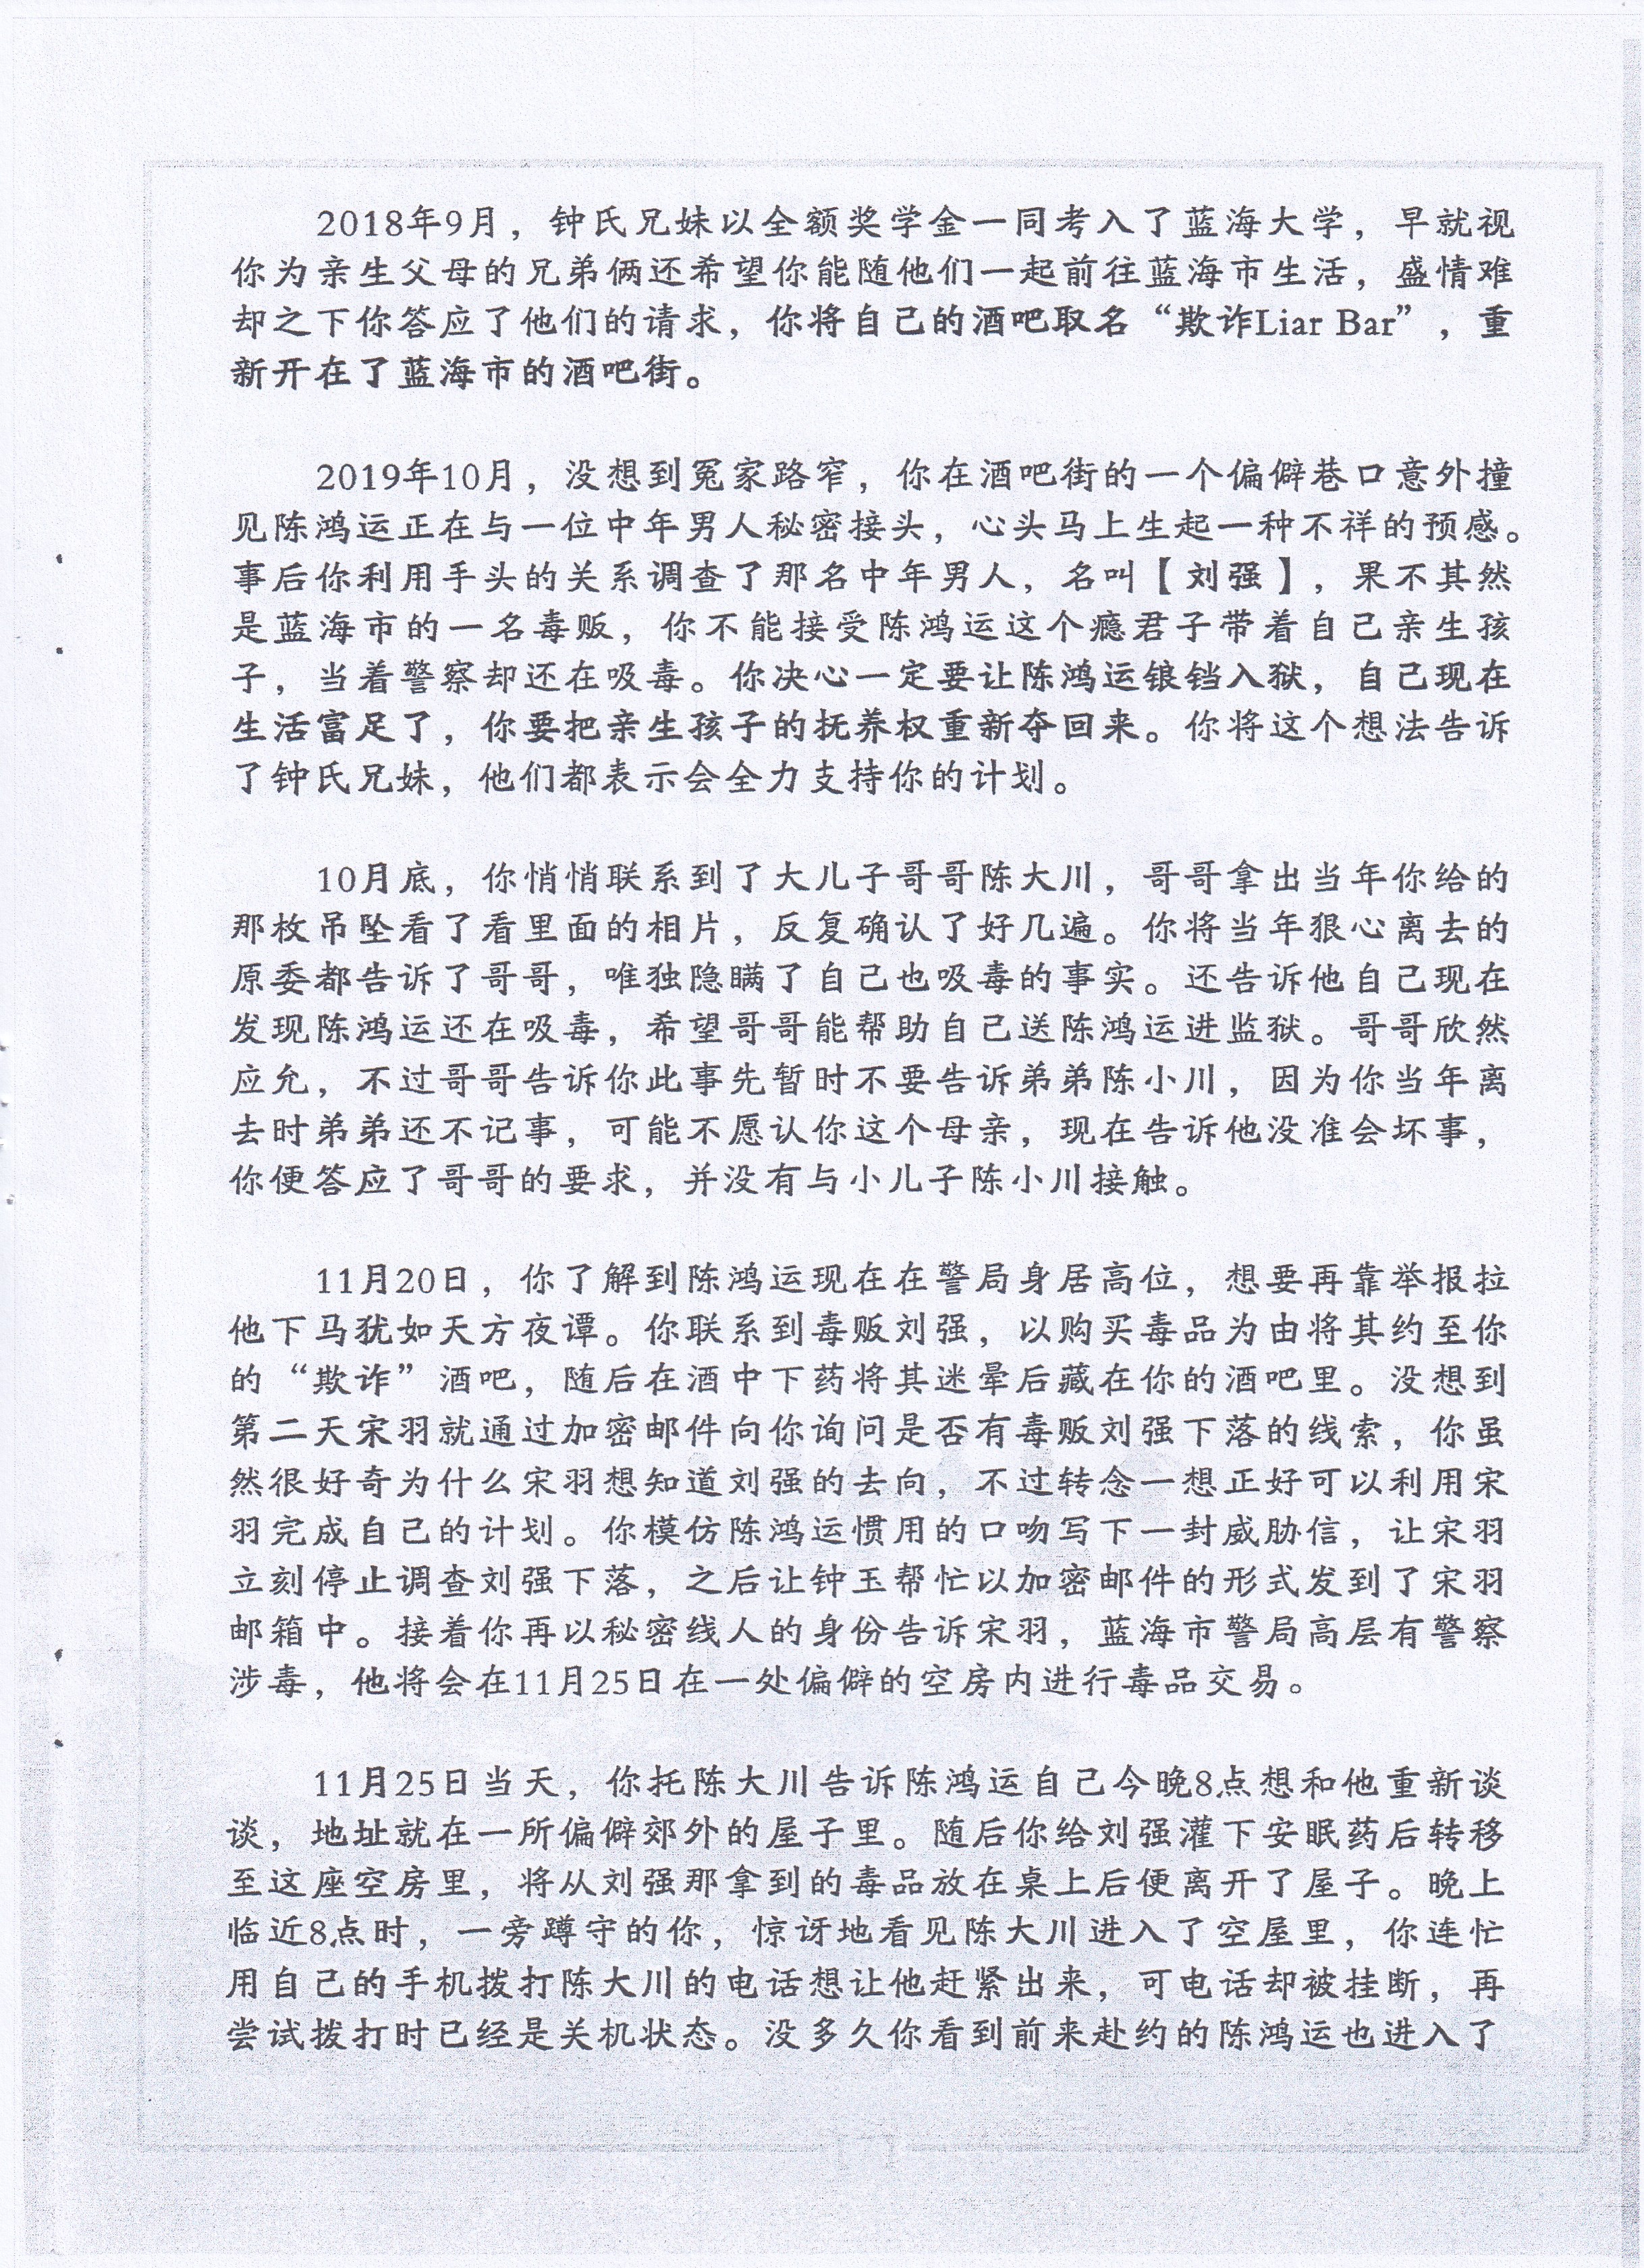 2018年9月，钟氏兄妹以全额奖学金一同考入了蓝海大学，早就视
你为亲生父母的兄弟俩还希望你能随他们一起前往蓝海市生活，盛情难
却之下你答应了他们的请求，你将自己的酒吧取名“欺诈Liar Bar”，重
新开在了蓝海市的酒吧街。
2019年10月，没想到冤家路窄，你在酒吧街的一个偏僻巷口意外撞
见陈鸿运正在与一位中年男人秘密接头，心头马上生起一种不祥的预感。
事后你利用手头的关系调查了那名中年男人，名叫【刘强】，果不其然
是蓝海市的一名毒贩，你不能接受陈鸿运这个瘾君子带着自己亲生孩
子，当着警察却还在吸毒。你决心一定要让陈鸿运锒铛入狱，自己现在
生活富足了，你要把亲生孩子的抚养权重新夺回来。你将这个想法告诉
了钟氏兄妹，他们都表示会全力支持你的计划。
10月底，你悄悄联系到了大儿子哥哥陈大川，哥哥拿出当年你给的
那枚吊坠看了看里面的相片，反复确认了好几遍。你将当年狠心离去的
原委都告诉了哥哥，唯独隐瞒了自己也吸毒的事实。还告诉他自己现在
发现陈鸿运还在吸毒，希望哥哥能帮助自己送陈鸿运进监狱。哥哥欣然
应允，不过哥哥告诉你此事先暂时不要告诉弟弟陈小川，因为你当年离
去时弟弟还不记事，可能不愿认你这个母亲，现在告诉他没准会坏事，
你便答应了哥哥的要求，并没有与小儿子陈小川接触。
11月20日，你了解到陈鸿运现在在警局身居高位，想要再靠举报拉
他下马犹如天方夜谭。你联系到毒贩刘强，以购买毒品为由将其约至你
的“欺诈”酒吧，随后在酒中下药将其迷晕后藏在你的酒吧里。没想到
第二天宋羽就通过加密邮件向你询问是否有毒贩刘强下落的线索，你虽
然很好奇为什么宋羽想知道刘强的去向，不过转念一想正好可以利用宋
羽完成自己的计划。你模仿陈鸿运惯用的口吻写下一封威胁信，让宋羽
立刻停止调查刘强下落，之后让钟玉帮忙以加密邮件的形式发到了宋羽
邮箱中。接着你再以秘密线人的身份告诉宋羽，蓝海市警局高层有警察
涉毒，他将会在11月25日在一处偏僻的空房内进行毒品交易。
11月25日当天，你托陈大川告诉陈鸿运自己今晚8点想和他重新谈
谈，地址就在一所偏僻郊外的屋子里。随后你给刘强灌下安眠药后转移
至这座空房里，将从刘强那拿到的毒品放在桌上后便离开了屋子。晚上
临近8点时，一旁蹲守的你，惊讶地看见陈大川进入了空屋里，你连忙
用自己的手机拨打陈大川的电话想让他赶紧出来，可电话却被挂断，再
尝试拨打时已经是关机状态。没多久你看到前来赴约的陈鸿运也进入了